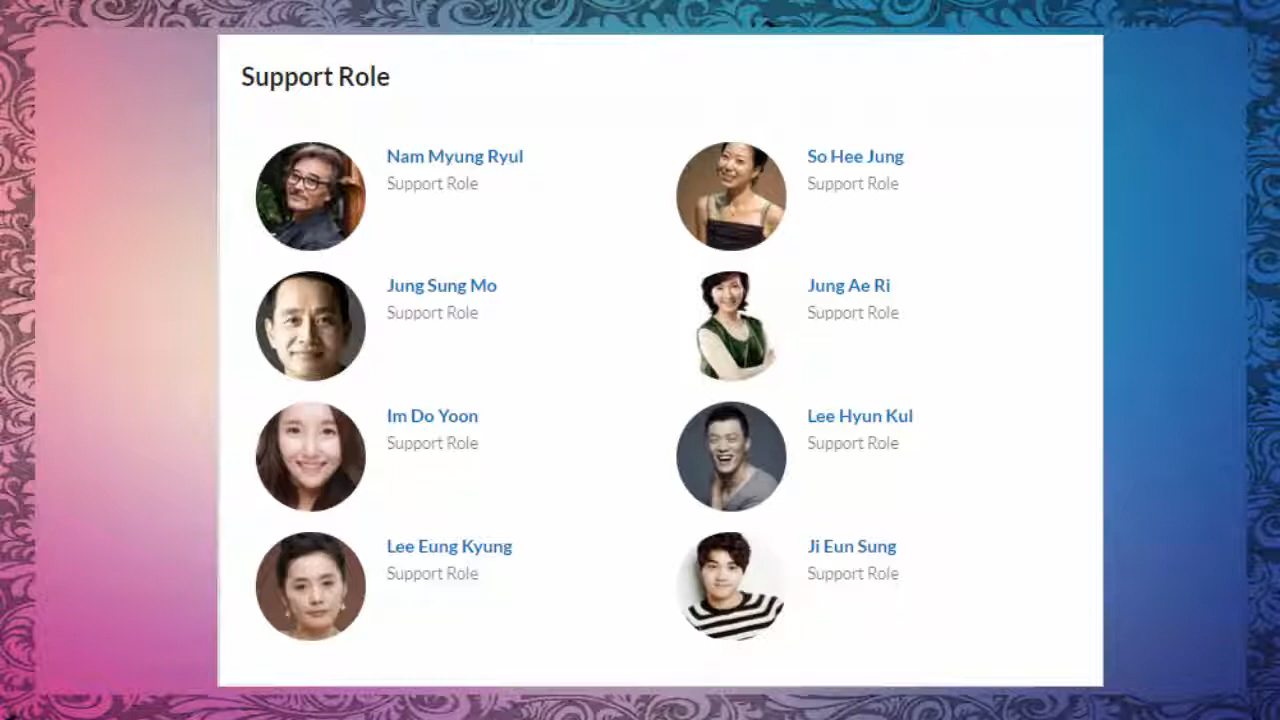 Support Role
Nam Myung Ryul
Support Role
So Hee Jung
Support Role
Jung Sung Mo
Support Role
Jung Ae Ri
Support Role
Im Do Yoon
Support Role
Lee Hyun Kul
Support Role
Lee Eung Kyung
Support Role
Ji Eun Sung
Support Role